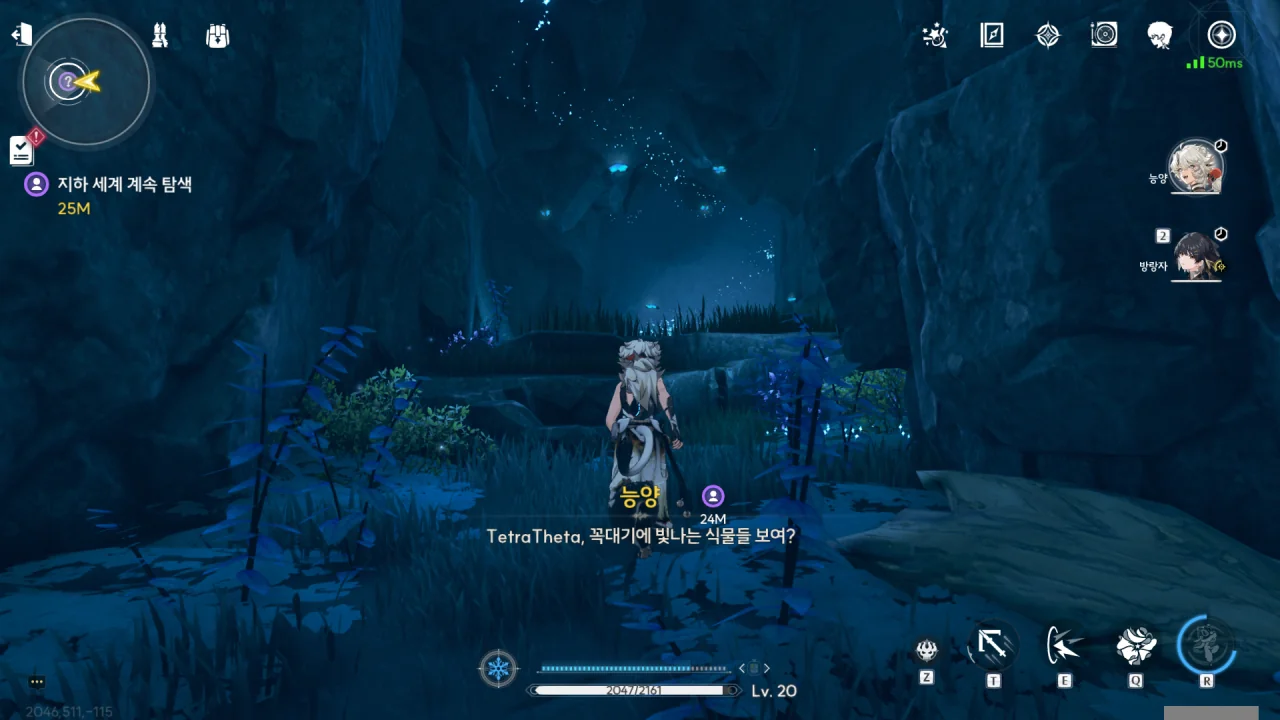 50ms
?
!
지하 세계 계속 탐색
25M
능양
2
방랑자
능양
24M
TetraTheta, 꼭대기에 빛나는 식물들 보여?
2047/2161
Lv. 20
Z
T
E
Q
R
2046,511,-115